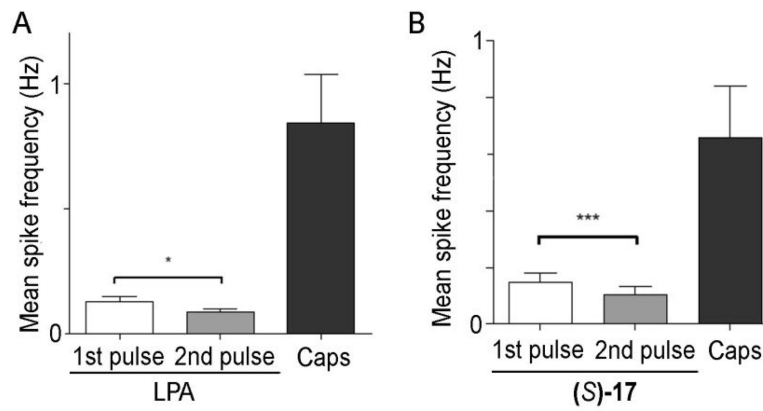 A
Mean spike frequency (Hz)
1
0
*
1st pulse 2nd pulse Caps
LPA
B
Mean spike frequency (Hz)
1
0
***
1st pulse 2nd pulse Caps
(S)-17